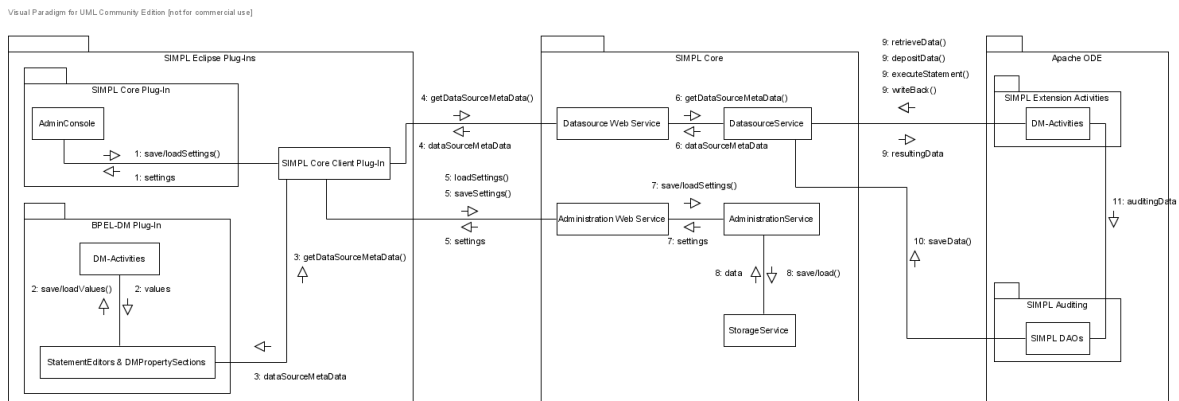 Visual Paradigm for UML Community Edition [not for commercial use]
SIMPL Eclipse Plug-Ins
SIMPL Core Plug-In
AdminConsole
1: save/loadSettings()
1: settings
SIMPL Core Client Plug-In
BPEL-DM Plug-In
DM-Activities
2: save/loadValues()
2: values
StatementEditors & DMPropertySections
3: getDataSourceMetaData()
3: dataSourceMetaData
4: getDataSourceMetaData()
4: dataSourceMetaData
5: loadSettings()
5: saveSettings()
5: settings
SIMPL Core
Datasource Web Service
6: getDataSourceMetaData()
6: dataSourceMetaData
DatasourceService
Administration Web Service
7: save/loadSettings()
7: settings
AdministrationService
8: data
8: save/load()
StorageService
9: retrieveData()
9: depositData()
9: executeStatement()
9: writeBack()
9: resultingData
10: saveData()
Apache ODE
SIMPL Extension Activities
DM-Activities
11: auditingData
SIMPL Auditing
SIMPL DAOs